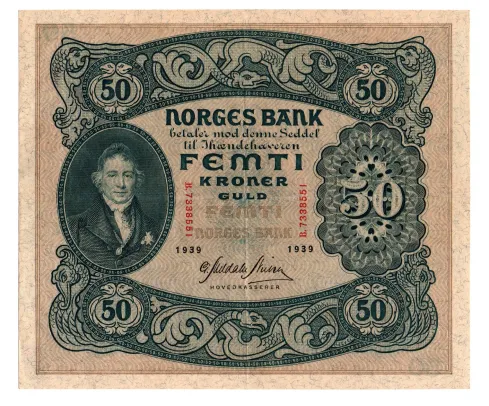 50 50
NORGES BANK
betaler mod denne Seddel
til Ihændehaveren
FEMTI
KRONER
GULD
B.7338551 B.7338551
50
FEMTI
NORGES BANK
1939 1939
HOVEDKASSERER
50 50